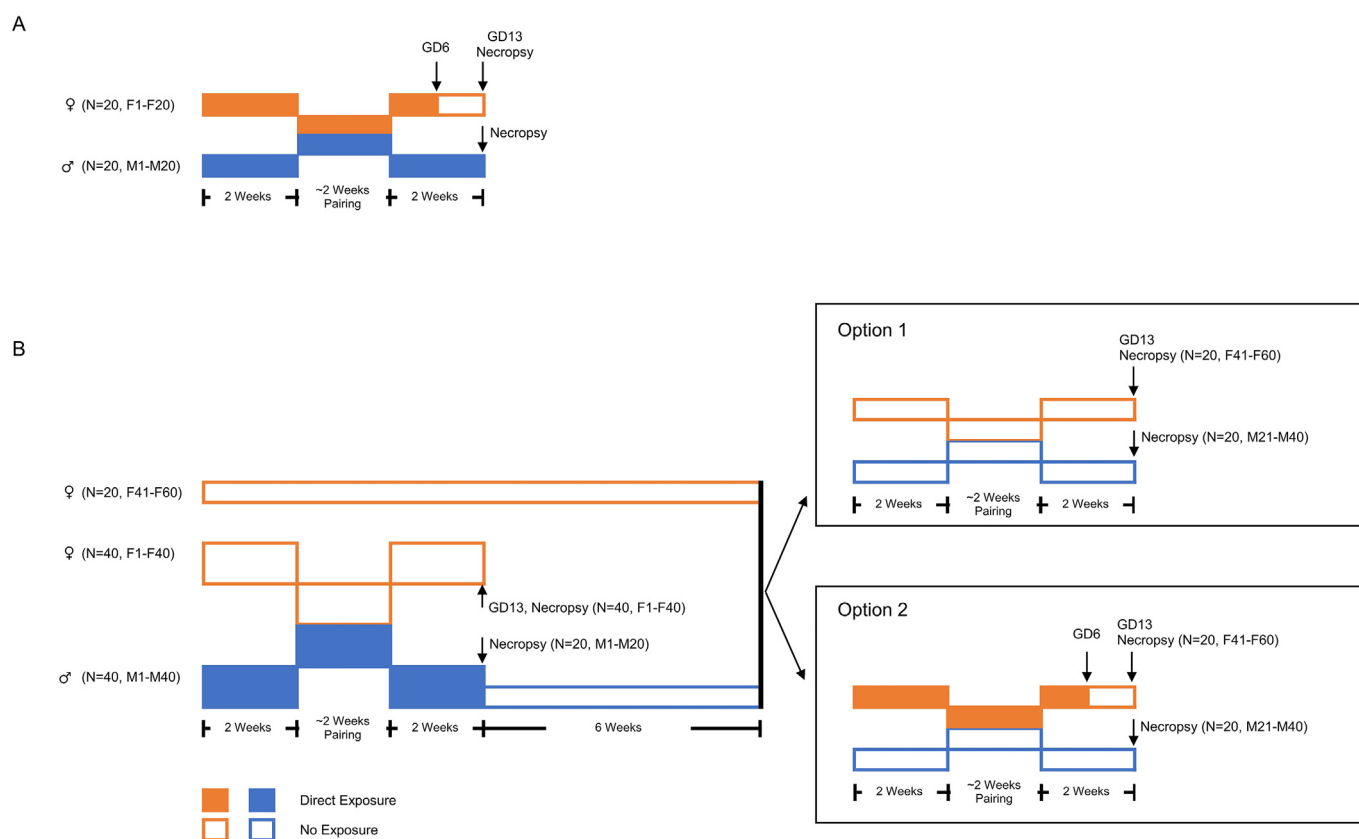 A
GD6
GD13
Necropsy
♀ (N=20, F1-F20)
Necropsy
♂ (N=20, M1-M20)
2 Weeks
~2 Weeks
Pairing
2 Weeks
B
♀ (N=20, F41-F60)
♀ (N=40, F1-F40)
GD13, Necropsy (N=40, F1-F40)
Necropsy (N=20, M1-M20)
♂ (N=40, M1-M40)
2 Weeks
~2 Weeks
Pairing
2 Weeks
6 Weeks
Option 1
GD13
Necropsy (N=20, F41-F60)
Necropsy (N=20, M21-M40)
2 Weeks
~2 Weeks
Pairing
2 Weeks
Option 2
GD6
GD13
Necropsy (N=20, F41-F60)
Necropsy (N=20, M21-M40)
2 Weeks
~2 Weeks
Pairing
2 Weeks
Direct Exposure
No Exposure